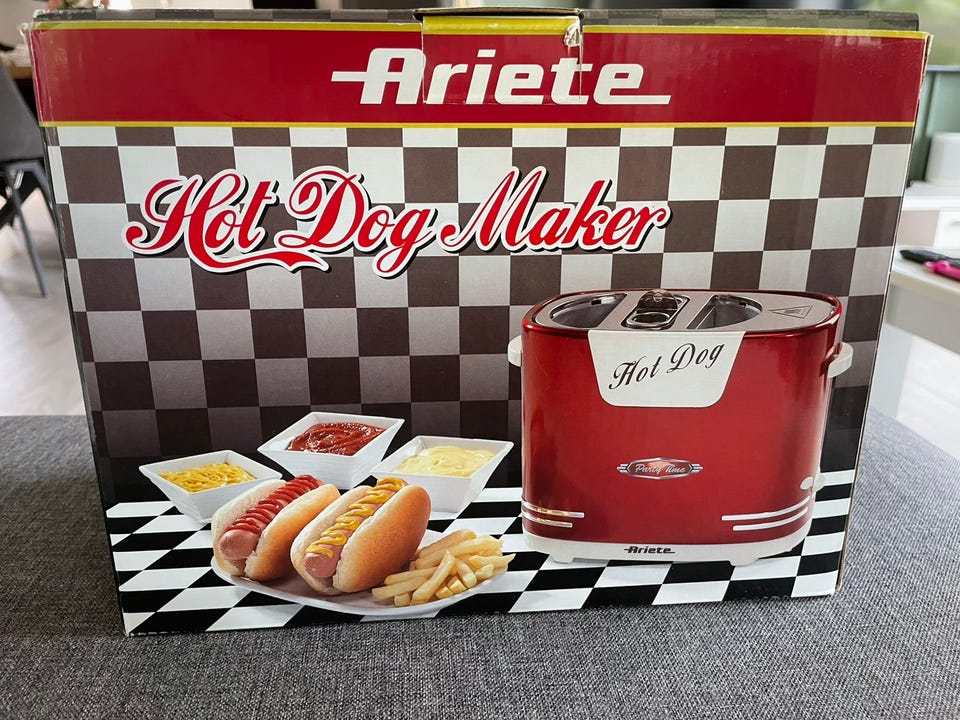 Ariete
Hot Dog Maker
Hot Dog
Party Time
Ariete